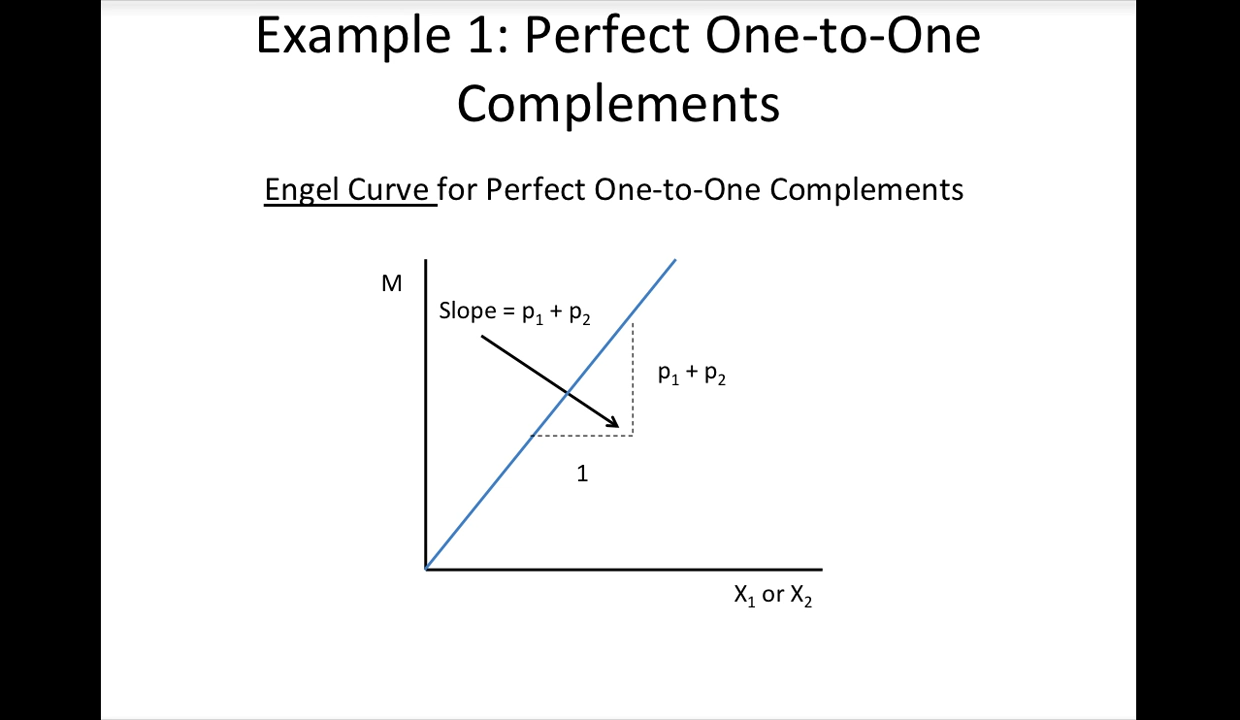 Example 1: Perfect One-to-One
Complements
Engel Curve for Perfect One-to-One Complements
M
Slope = p₁ + p₂
p₁ + p₂
1
X₁ or X₂